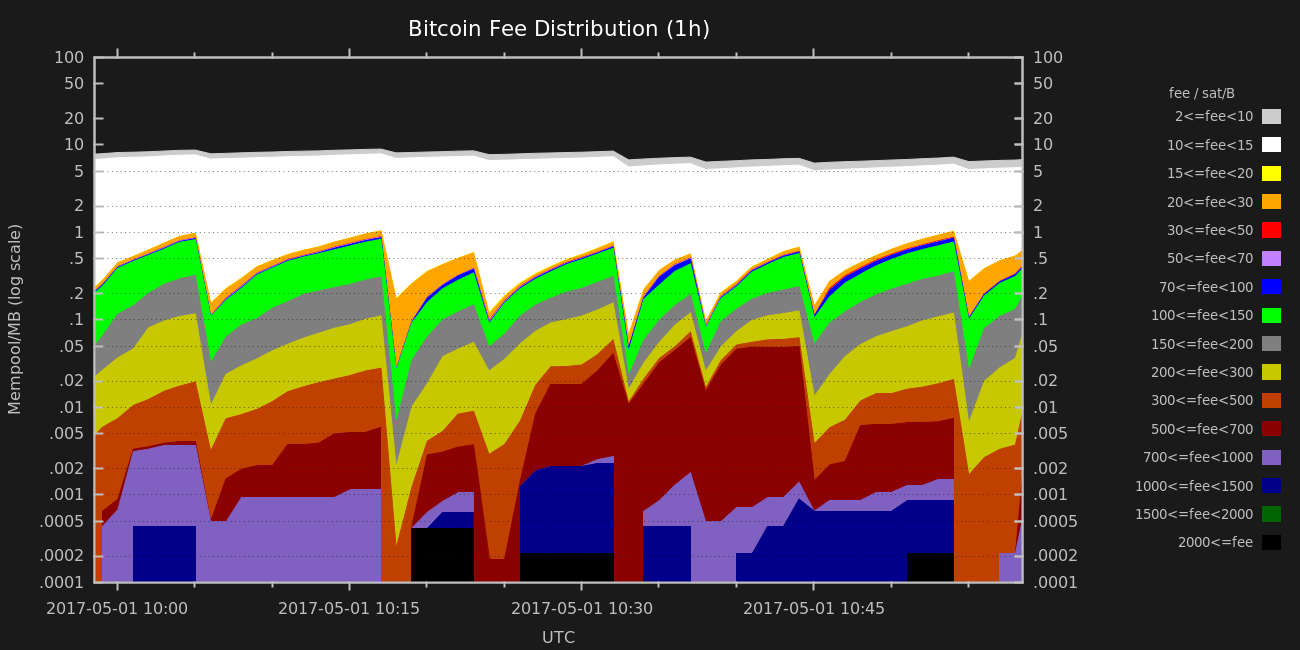 Bitcoin Fee Distribution (1h)
Mempool/MB (log scale)
100
50
20
10
5
2
1
.5
.2
.1
.05
.02
.01
.005
.002
.001
.0005
.0002
.0001
100
50
20
10
5
2
1
.5
.2
.1
.05
.02
.01
.005
.002
.001
.0005
.0002
.0001
2017-05-01 10:00 2017-05-01 10:15 2017-05-01 10:30 2017-05-01 10:45
UTC
fee / sat/B
2<=fee<10
10<=fee<15
15<=fee<20
20<=fee<30
30<=fee<50
50<=fee<70
70<=fee<100
100<=fee<150
150<=fee<200
200<=fee<300
300<=fee<500
500<=fee<700
700<=fee<1000
1000<=fee<1500
1500<=fee<2000
2000<=fee